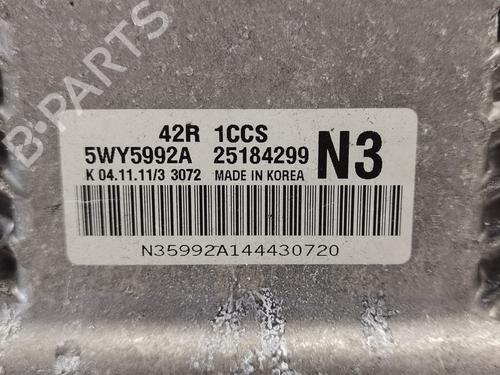 42R 1CCS
5WY5992A 25184299 N3
K 04.11.11/3 3072 MADE IN KOREA
N35992A144430720
B-PARTS